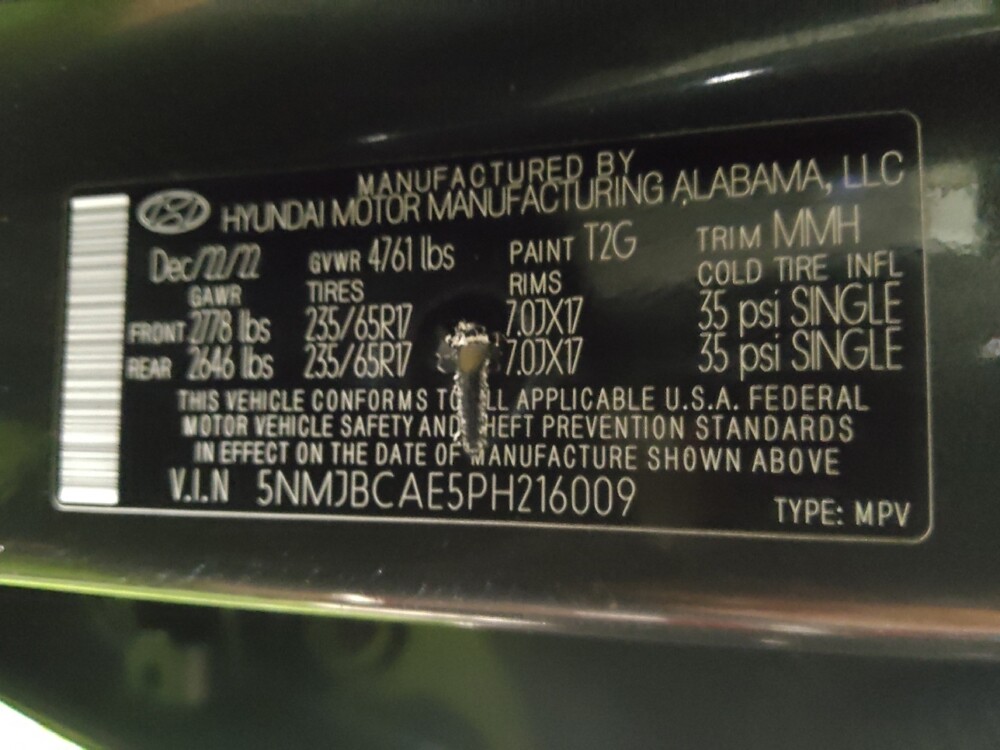 MANUFACTURED BY
HYUNDAI MOTOR MANUFACTURING ALABAMA, LLC
Dec/22/22 GVWR 4761 lbs PAINT T2G TRIM MMH
GAWR TIRES RIMS COLD TIRE INFL
FRONT 2778 lbs 235/65R17 7.0JX17 35 psi SINGLE
REAR 2646 lbs 235/65R17 7.0JX17 35 psi SINGLE
THIS VEHICLE CONFORMS TO ALL APPLICABLE U.S.A. FEDERAL
MOTOR VEHICLE SAFETY AND THEFT PREVENTION STANDARDS
IN EFFECT ON THE DATE OF MANUFACTURE SHOWN ABOVE
V.I.N 5NMJBCAE5PH216009 TYPE: MPV